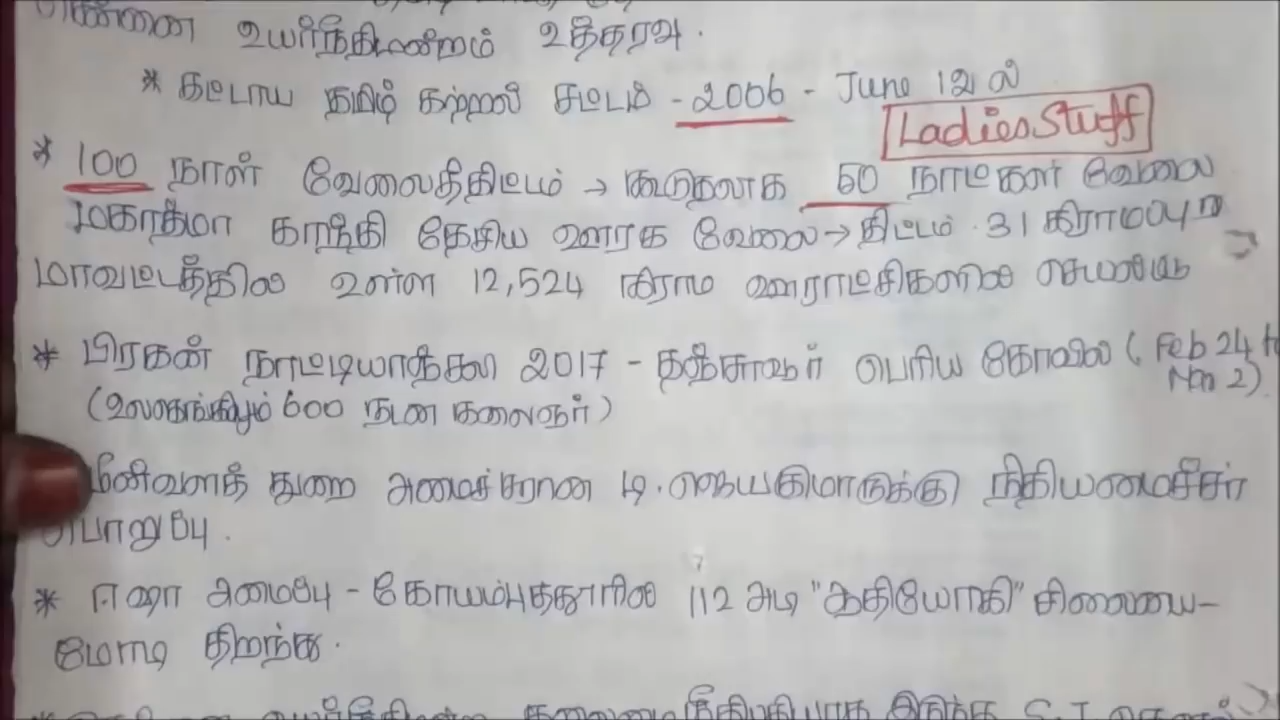 சென்னை உயர்நீதிமன்றம் உத்தரவு.
* கட்டாய தமிழ் கற்றல் சட்டம் - 2006 - June 12ல்
Ladies Stuff
* 100 நாள் வேலைத்திட்டம் → கூடுதலாக 50 நாட்கள் வேலை
மகாத்மா காந்தி தேசிய ஊரக வேலை → திட்டம். 31 கிராமப்புற
மாவட்டத்தில் உள்ள 12,524 கிராம ஊராட்சிகளில்
* பிரகன் நாட்டியாஞ்சலி 2017 - தஞ்சாவூர் பெரிய கோவில் (Feb 24 to
2).
(உலகெங்கிலும் 600 நடன கலைஞர்)
மீன்வளத் துறை அமைச்சரான டி. ஜெயகுமாருக்கு நிதியமைச்சர்
பொறுப்பு.
* ஈஷா அமைப்பு - கோயம்புத்தூரில் 112 அடி "ஆதியோகி" சிலையை -
மோடி திறந்து.